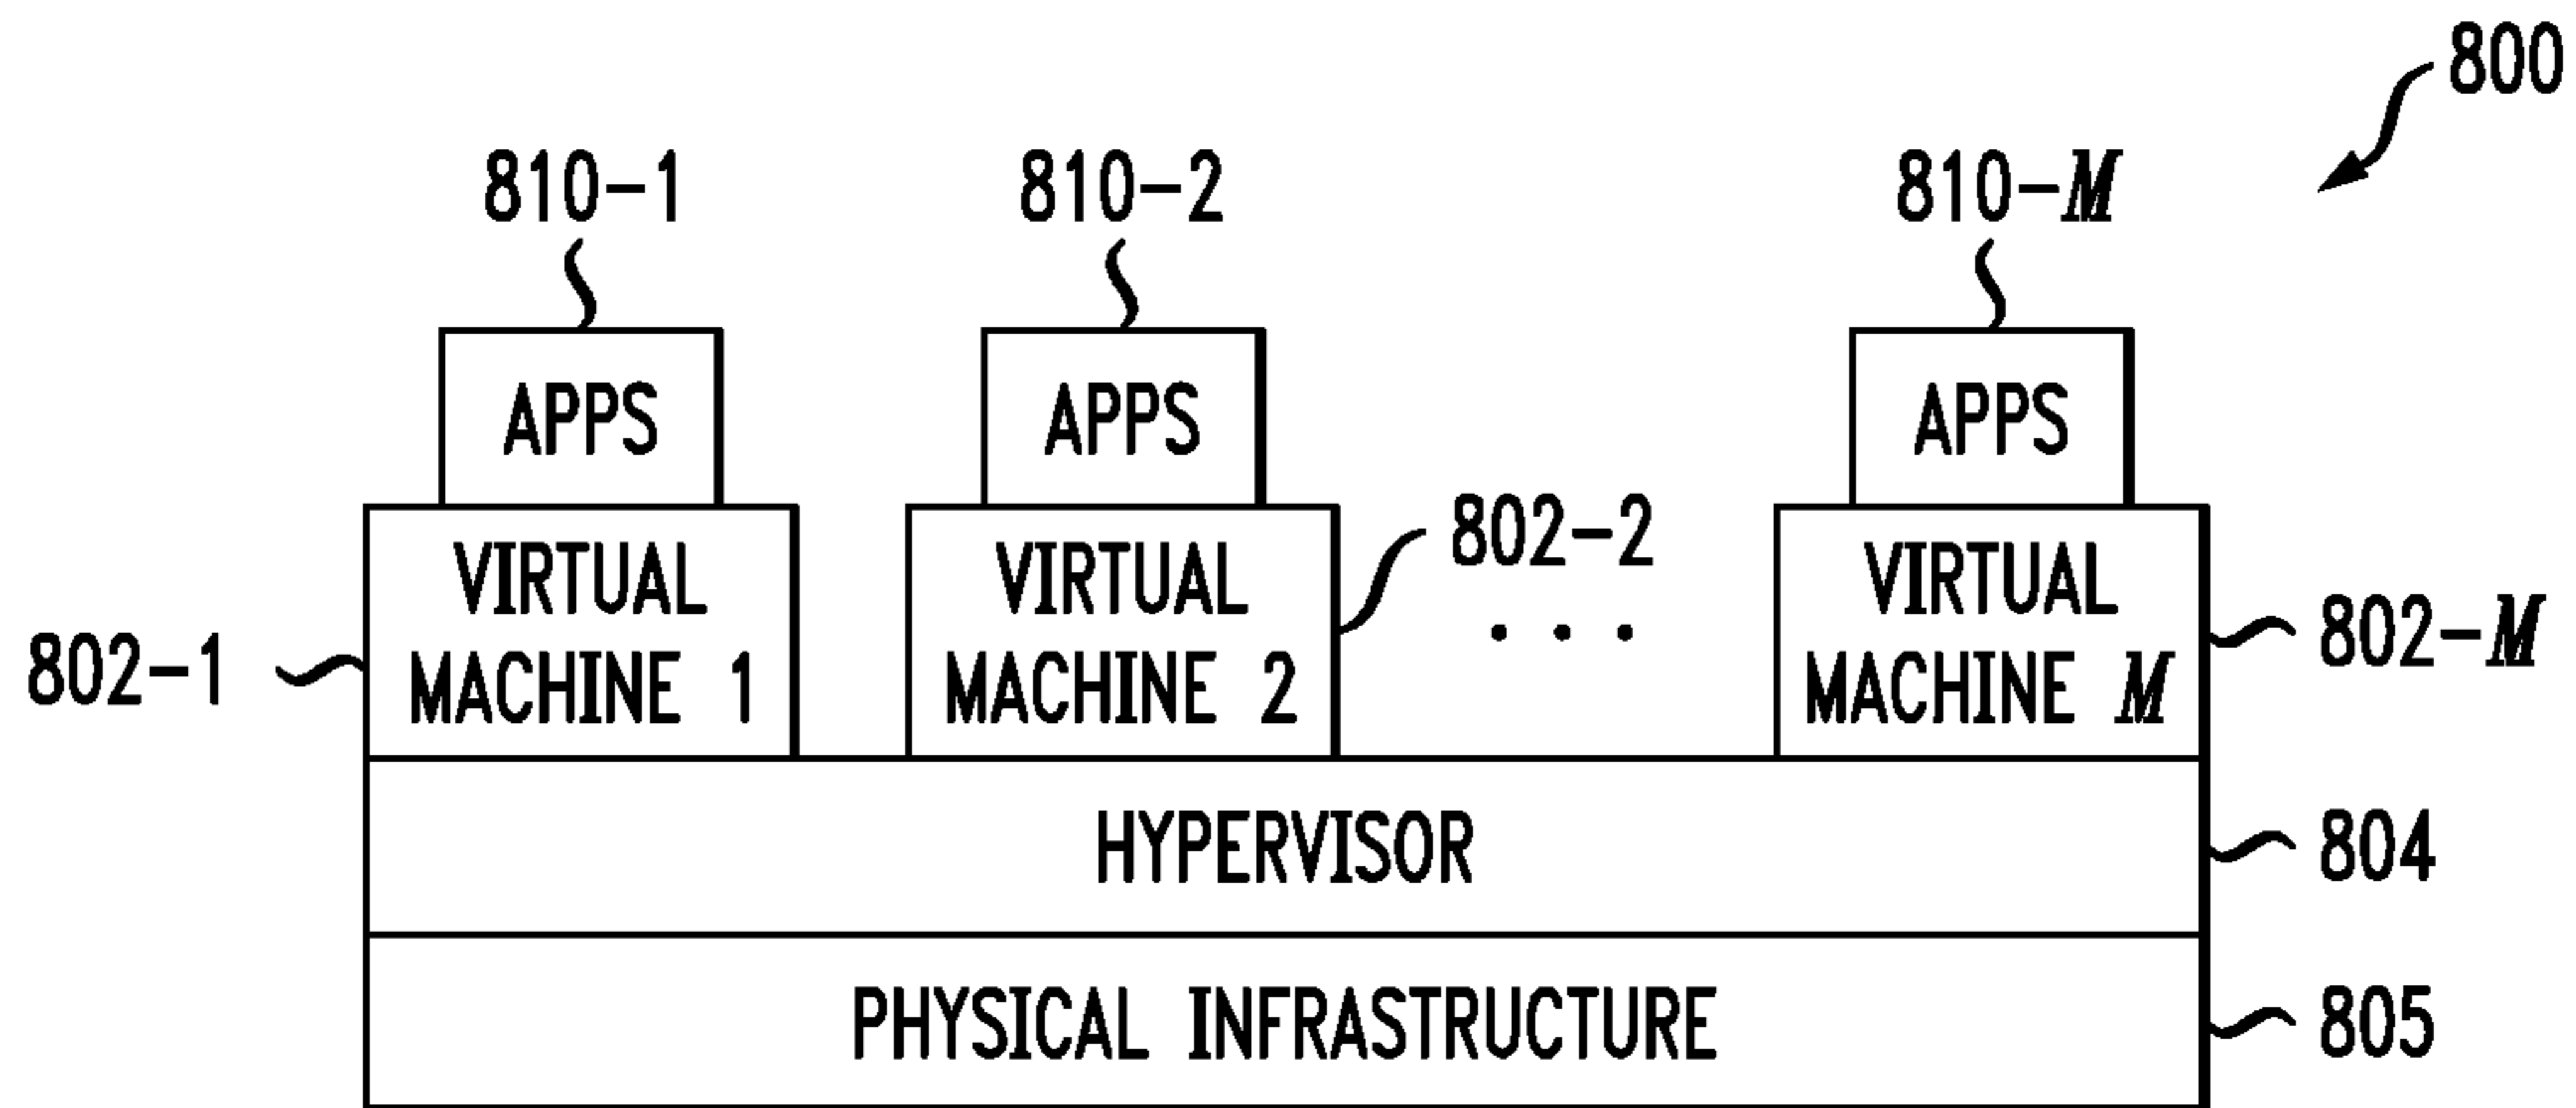 800
810-1
810-2
810-M
APPS
APPS
APPS
VIRTUAL
MACHINE 1
VIRTUAL
MACHINE 2
802-2
. . .
VIRTUAL
MACHINE M
802-1
802-M
HYPERVISOR
804
PHYSICAL INFRASTRUCTURE
805